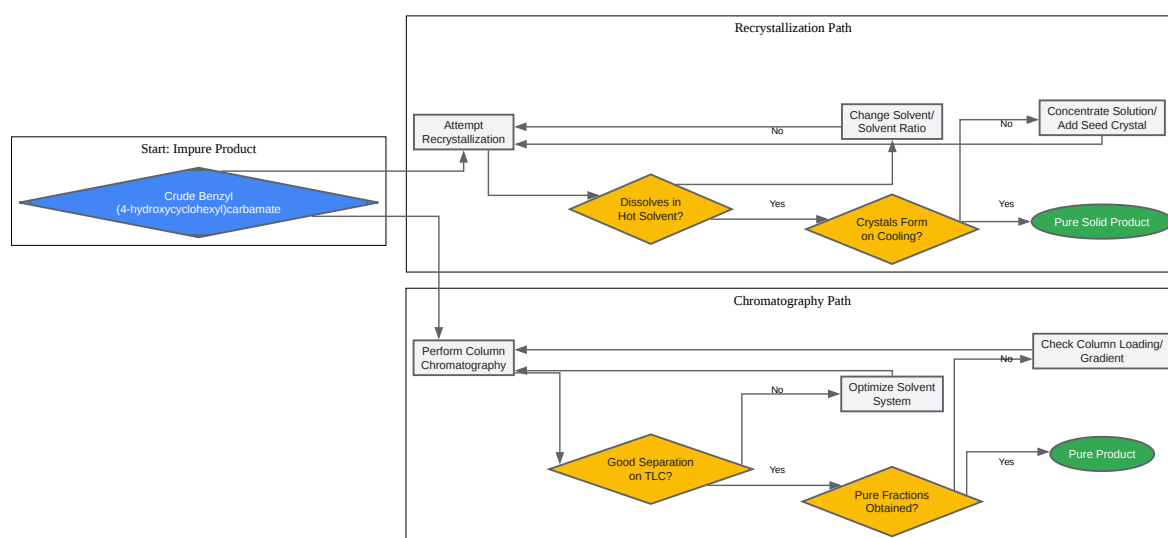 Recrystallization Path
Attempt
Recrystallization
Change Solvent/
Solvent Ratio
Concentrate Solution/
Add Seed Crystal
No
No
Start: Impure Product
Crude Benzyl
(4-hydroxycyclohexyl)carbamate
Dissolves in
Hot Solvent?
Yes
Crystals Form
on Cooling?
Yes
Pure Solid Product
Chromatography Path
Perform Column
Chromatography
Check Column Loading/
Gradient
No
Optimize Solvent
System
No
Good Separation
on TLC?
Yes
Pure Fractions
Obtained?
Yes
Pure Product